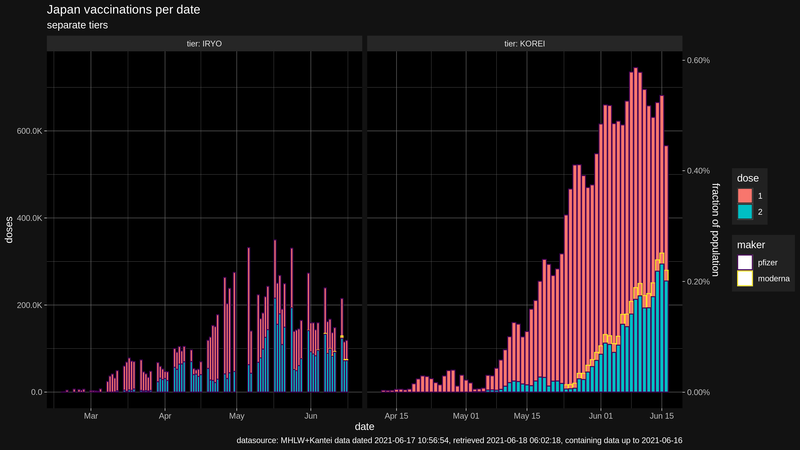 Japan vaccinations per date
separate tiers
tier: IRYO
tier: KOREI
0.60%
600.0K
0.40%
400.0K
0.20%
200.0K
0.0
0.00%
doses
fraction of population
dose
1
2
maker
pfizer
moderna
Mar
Apr
May
Jun
Apr 15
May 01
May 15
Jun 01
Jun 15
date
datasource: MHLW+Kantei data dated 2021-06-17 10:56:54, retrieved 2021-06-18 06:02:18, containing data up to 2021-06-16